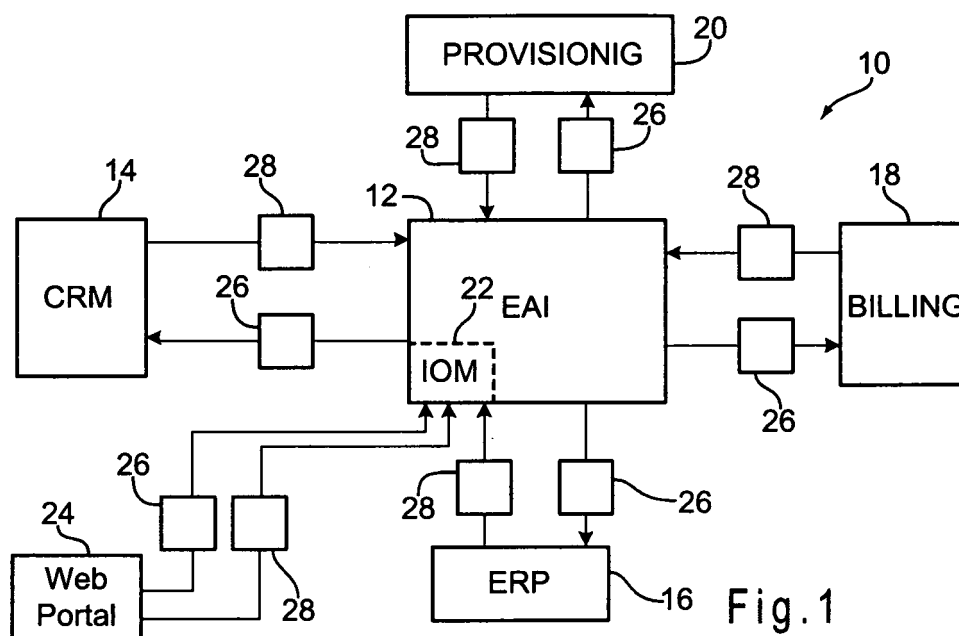 PROVISIONIG
20
10
28
26
14
28
12
28
18
CRM
26
22
EAI
BILLING
IOM
26
26
28
26
24
Web
Portal
28
ERP
16
Fig.1